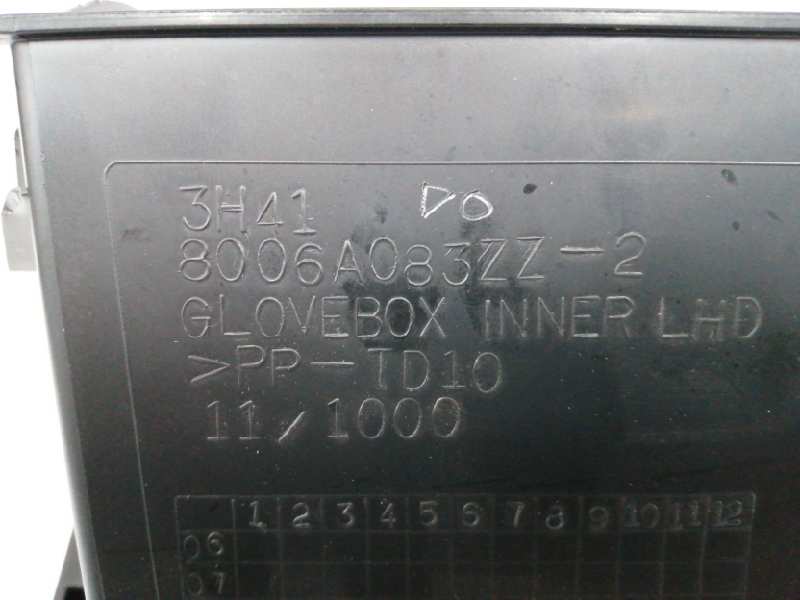 3H41 DO
8006A083ZZ-2
GLOVEBOX INNER LHD
>PP-TD10
11/1000
1 2 3 4 5 6 7 8 9 10 11 12
06
07